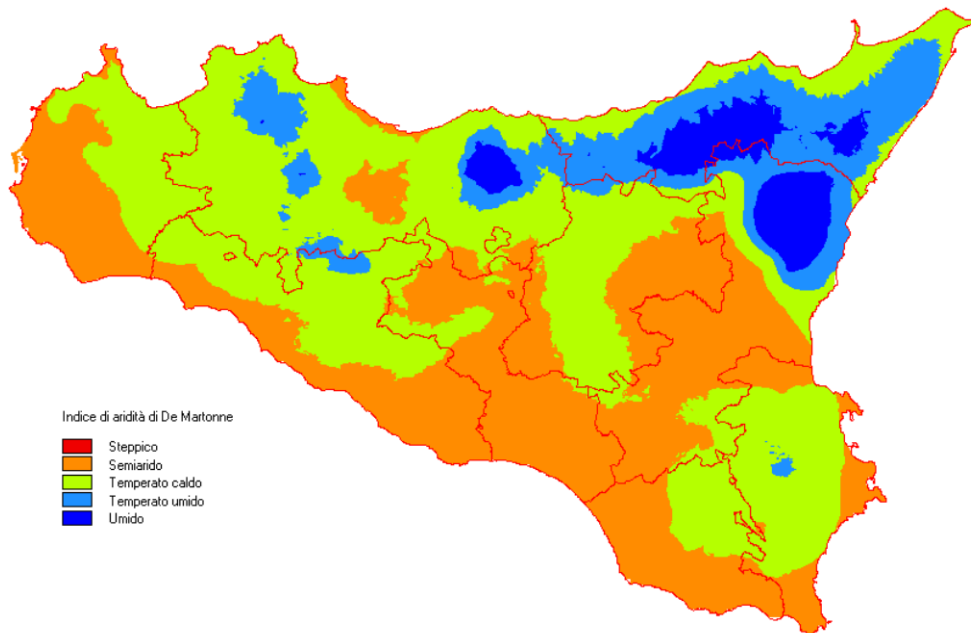 Indice di aridità di De Martonne
Steppico
Semiarido
Temperato caldo
Temperato umido
Umido